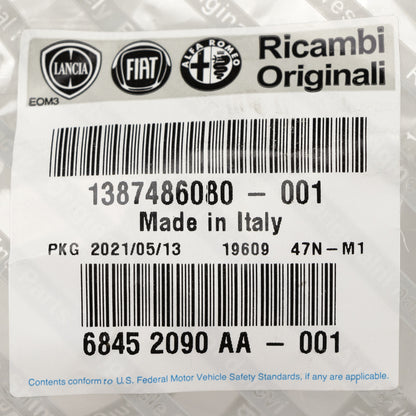 LANCIA FIAT ALFA ROMEO Ricambi
Originali
EOM3
1387486080 - 001
Made in Italy
PKG 2021/05/13 19609 47N-M1
6845 2090 AA - 001
Contents conform to U.S. Federal Motor Vehicle Safety Standards, if any are applicable.